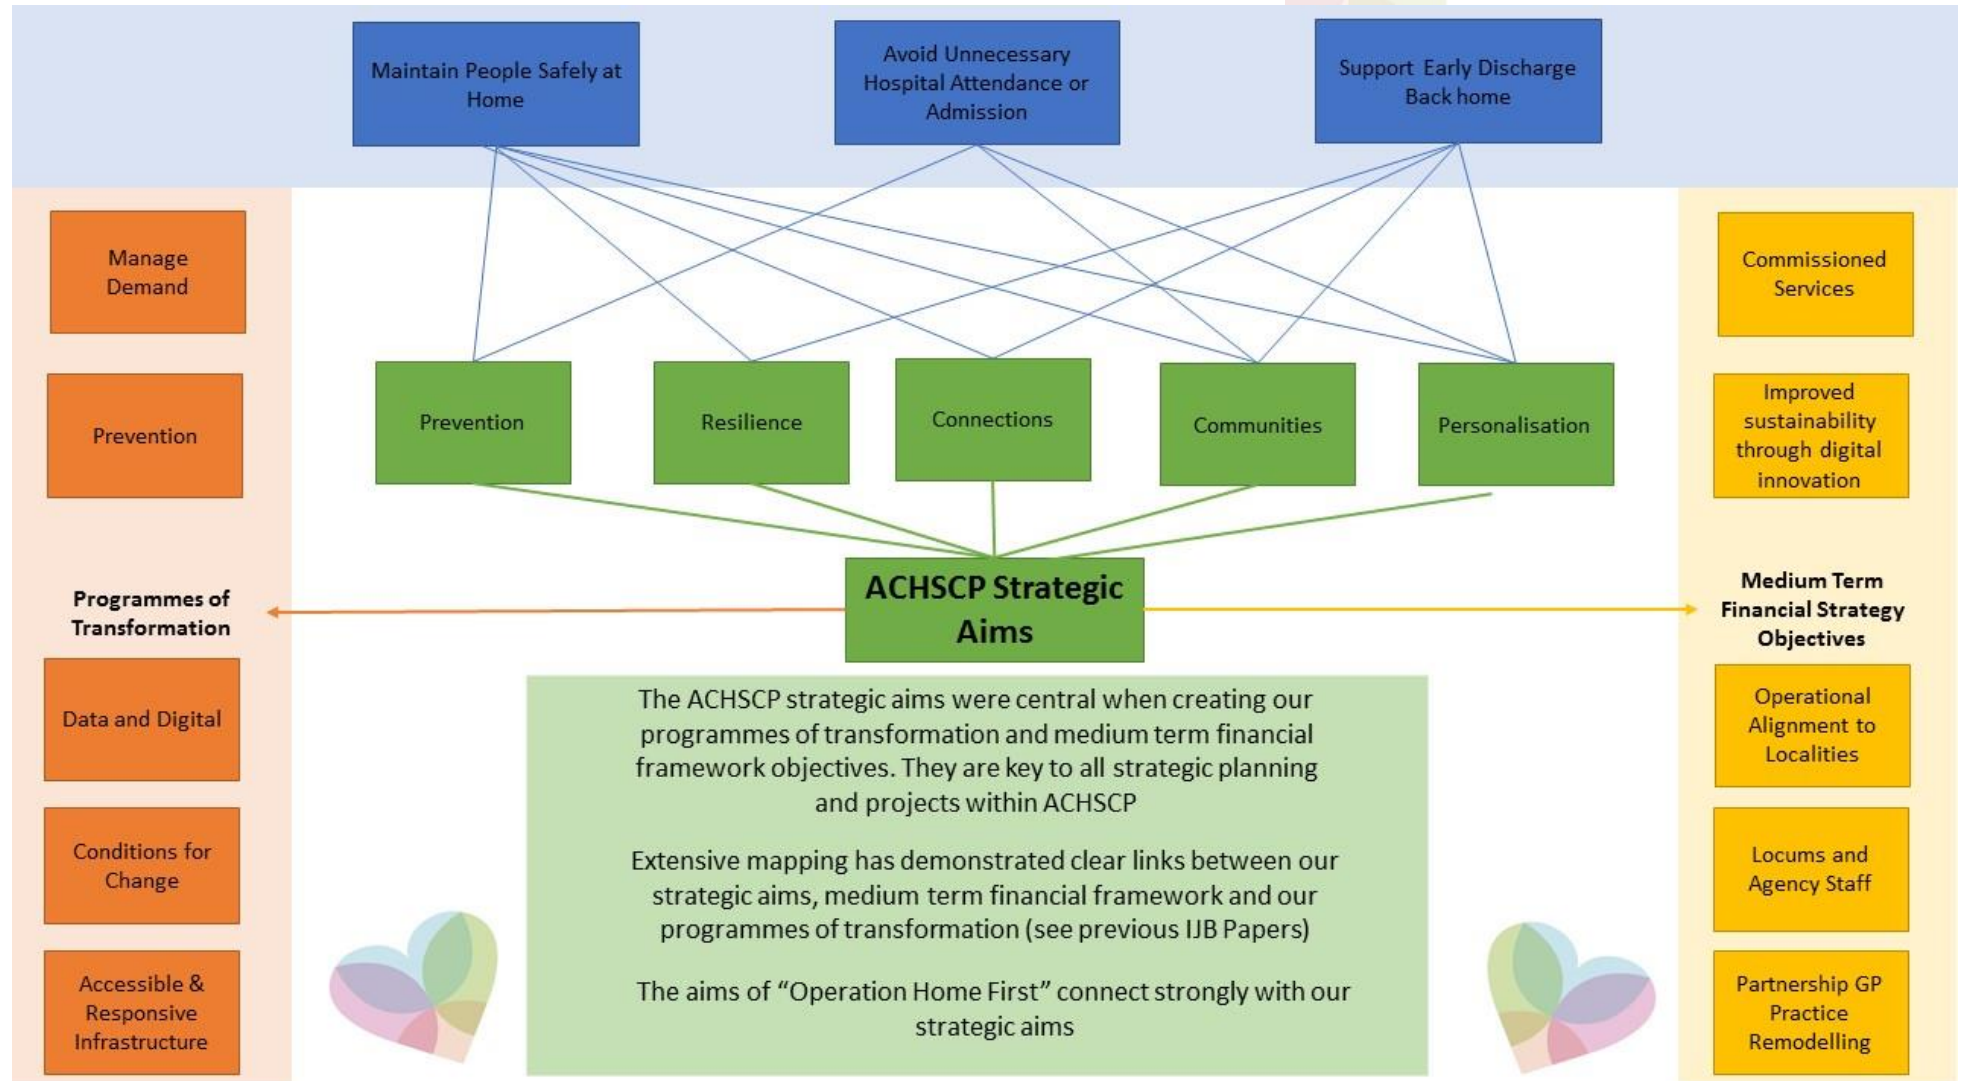 Maintain People Safely at
Home
Avoid Unnecessary
Hospital Attendance or
Admission
Support Early Discharge
Back home
Manage
Demand
Prevention
Programmes of
Transformation
Data and Digital
Conditions for
Change
Accessible &
Responsive
Infrastructure
Prevention
Resilience
Connections
Communities
Personalisation
ACHSCP Strategic
Aims
The ACHSCP strategic aims were central when creating our
programmes of transformation and medium term financial
framework objectives. They are key to all strategic planning
and projects within ACHSCP
Extensive mapping has demonstrated clear links between our
strategic aims, medium term financial framework and our
programmes of transformation (see previous IJB Papers)
The aims of “Operation Home First” connect strongly with our
strategic aims
Commissioned
Services
Improved
sustainability
through digital
innovation
Medium Term
Financial Strategy
Objectives
Operational
Alignment to
Localities
Locums and
Agency Staff
Partnership GP
Practice
Remodelling